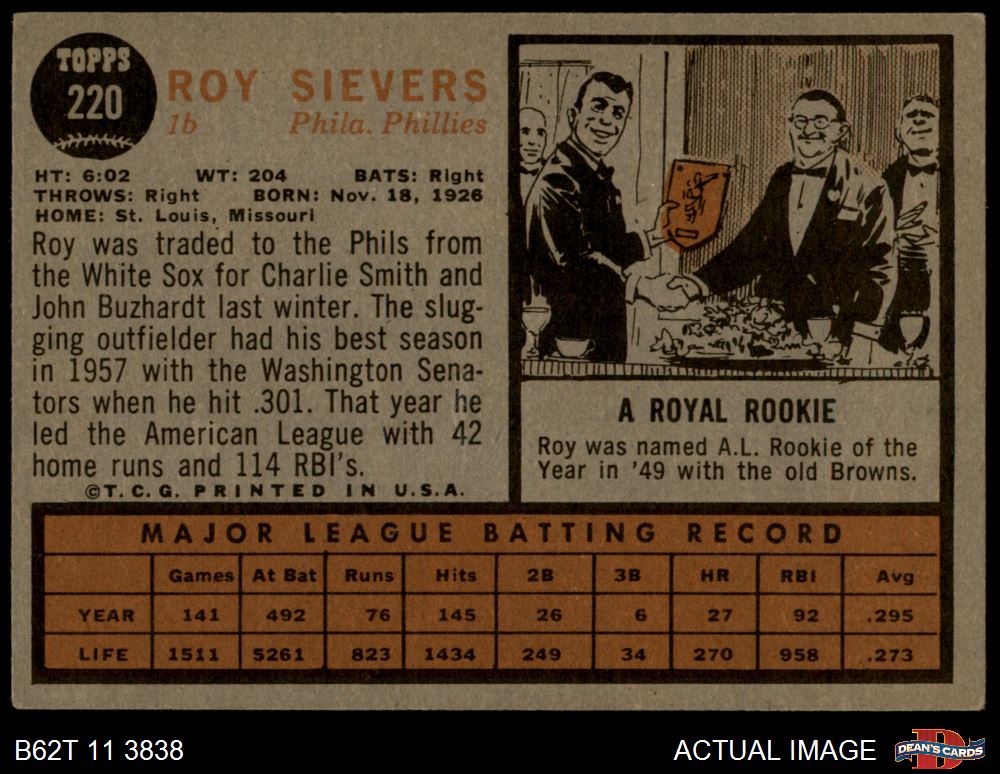 TOPPS
220
ROY SIEVERS
1b Phila. Phillies
HT: 6:02 WT: 204 BATS: Right
THROWS: Right BORN: Nov. 18, 1926
HOME: St. Louis, Missouri
Roy was traded to the Phils from
the White Sox for Charlie Smith and
John Buzhardt last winter. The slug-
ging outfielder had his best season
in 1957 with the Washington Sena-
tors when he hit .301. That year he
led the American League with 42
home runs and 114 RBI's.
©T.C.G. PRINTED IN U.S.A.
A ROYAL ROOKIE
Roy was named A.L. Rookie of the
Year in '49 with the old Browns.
MAJOR LEAGUE BATTING RECORD
Games At Bat Runs Hits 2B 3B HR RBI Avg
YEAR 141 492 76 145 26 6 27 92 .295
LIFE 1511 5261 823 1434 249 34 270 958 .273
B62T 11 3838 ACTUAL IMAGE D DEAN'S CARDS